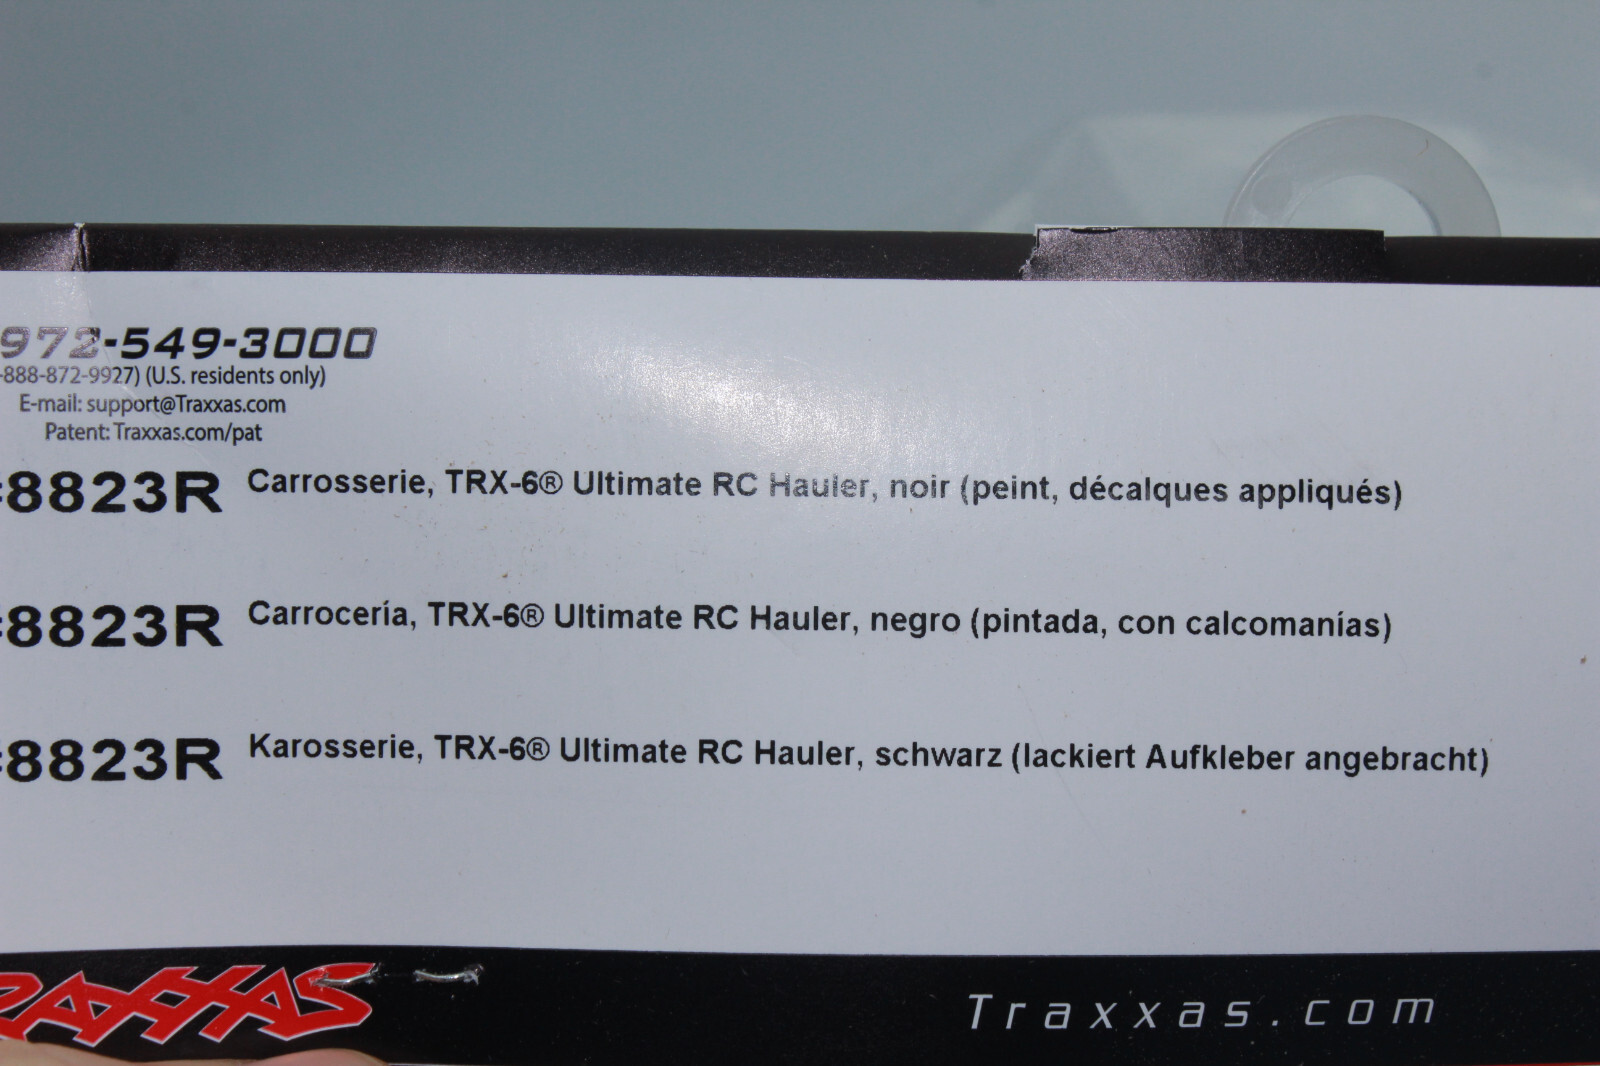 972-549-3000
-888-872-9927) (U.S. residents only)
E-mail: support@Traxxas.com
Patent: Traxxas.com/pat
#8823R Carrosserie, TRX-6® Ultimate RC Hauler, noir (peint, décalques appliqués)
#8823R Carrocería, TRX-6® Ultimate RC Hauler, negro (pintada, con calcomanías)
#8823R Karosserie, TRX-6® Ultimate RC Hauler, schwarz (lackiert Aufkleber angebracht)
RAXXAS Traxxas.com